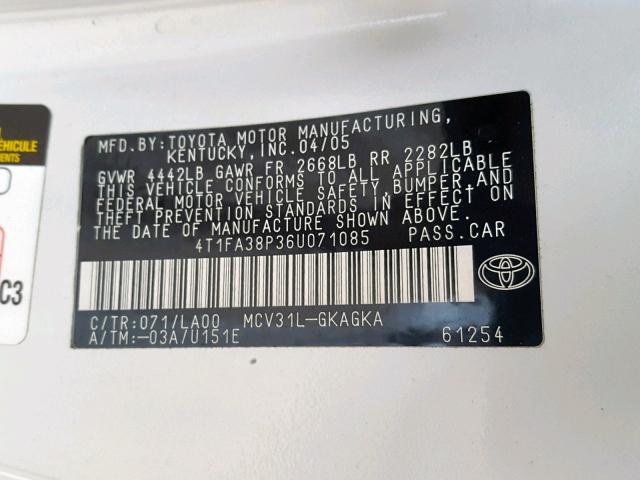 MFD.BY:TOYOTA MOTOR MANUFACTURING,
KENTUCKY, INC.04/05
GVWR 4442LB GAWR FR 2668LB RR 2282LB
THIS VEHICLE CONFORMS TO ALL APPLICABLE
FEDERAL MOTOR VEHICLE SAFETY, BUMPER, AND
THEFT PREVENTION STANDARDS IN EFFECT ON
THE DATE OF MANUFACTURE SHOWN ABOVE.
4T1FA38P36U071085 PASS.CAR
C/TR:071/LA00 MCV31L-GKAGKA
A/TM:-03A/U151E 61254
ÉHICULE
C3